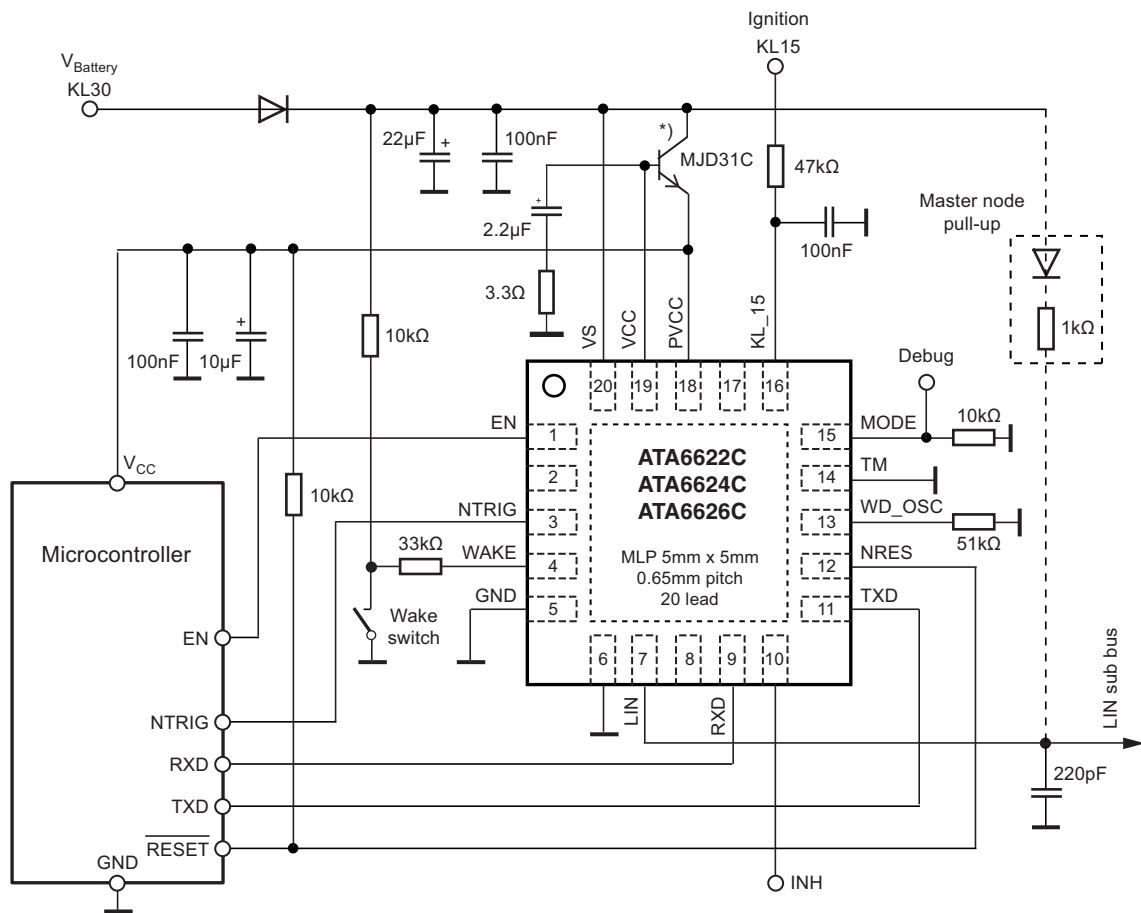 Ignition
KL15
V_Battery
KL30
22µF
+
100nF
*)
MJD31C
47kΩ
+
2.2µF
100nF
Master node
pull-up
3.3Ω
1kΩ
100nF
10µF
+
10kΩ
VS
VCC
PVCC
KL_15
Debug
20
19
18
17
16
EN
1
15
MODE
10kΩ
V_CC
2
14
TM
ATA6622C
ATA6624C
ATA6626C
10kΩ
NTRIG
3
13
WD_OSC
51kΩ
Microcontroller
33kΩ
WAKE
4
12
NRES
MLP 5mm x 5mm
0.65mm pitch
20 lead
GND
5
11
TXD
Wake
switch
EN
6
7
8
9
10
LIN
RXD
LIN sub bus
NTRIG
RXD
220pF
TXD
RESET
GND
INH